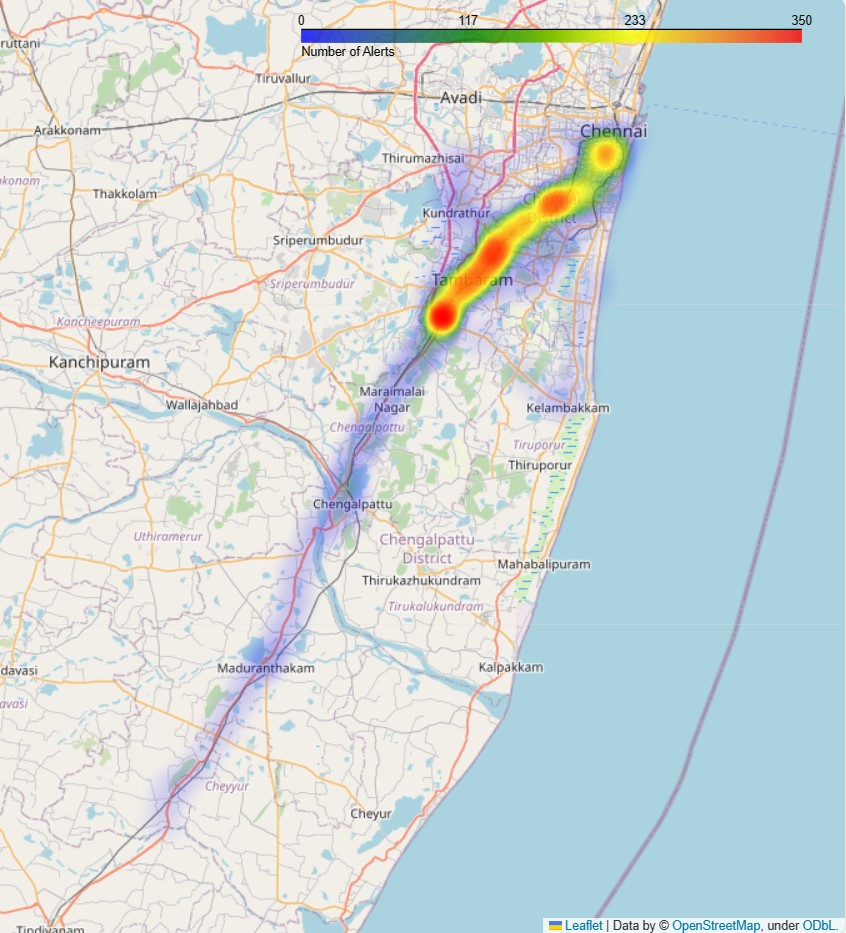 0 117 233 350
Number of Alerts
ruttani
Tiruvallur
Avadi
Arakkonam
Chennai
Thirumazhisai
akonam
Thakkolam
Kundrathur
District
Sriperumbudur
Tambaram
Sriperumbudur
Kancheepuram
Kanchipuram
Maraimalai
Nagar
Wallajahbad
Kelambakkam
Chengalpattu
Tiruporur
Thiruporur
Chengalpattu
Uthiramerur
Chengalpattu
District
Mahabalipuram
Thirukazhukundram
Tirukalukundram
davasi
Maduranthakam
Kalpakkam
avasi
Cheyyur
Cheyur
Tindivanam
Leaflet | Data by © OpenStreetMap, under ODbL.